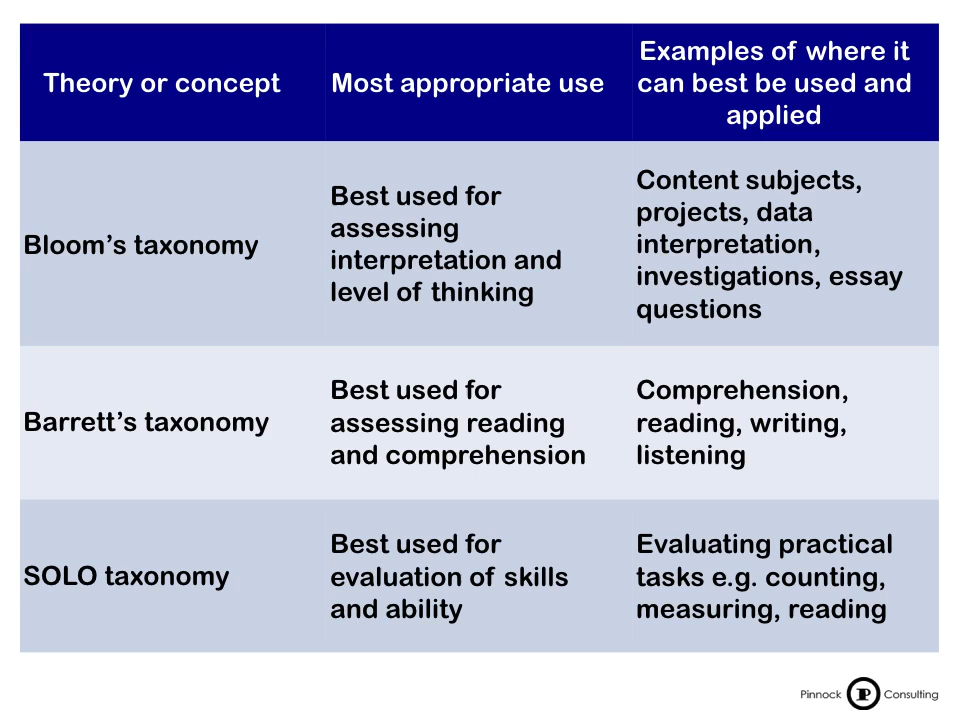 Theory or concept
Most appropriate use
Examples of where it
can best be used and
applied
Bloom’s taxonomy
Best used for
assessing
interpretation and
level of thinking
Content subjects,
projects, data
interpretation,
investigations, essay
questions
Barrett’s taxonomy
Best used for
assessing reading
and comprehension
Comprehension,
reading, writing,
listening
SOLO taxonomy
Best used for
evaluation of skills
and ability
Evaluating practical
tasks e.g. counting,
measuring, reading
Pinnock P Consulting